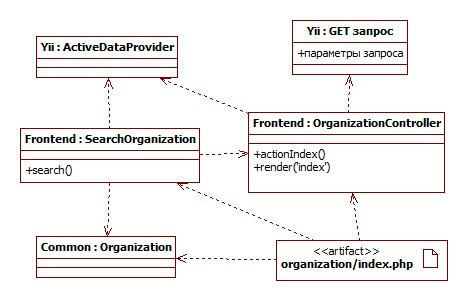 Yii : GET запрос
+параметры запроса
Yii : ActiveDataProvider
Frontend : SearchOrganization
+search()
Frontend : OrganizationController
+actionIndex()
+render('index')
Common : Organization
<<artifact>>
organization/index.php